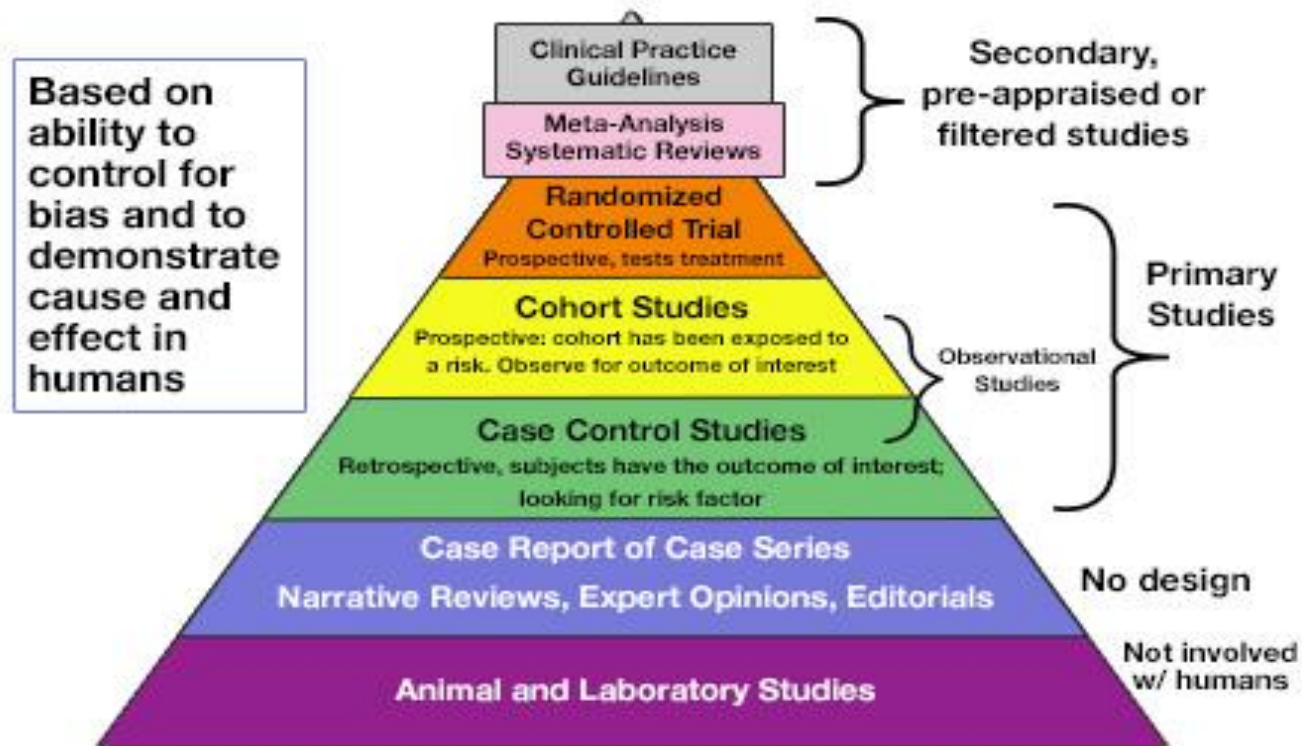 Based on
ability to
control for
bias and to
demonstrate
cause and
effect in
humans
Clinical Practice
Guidelines
Meta-Analysis
Systematic Reviews
Secondary,
pre-appraised or
filtered studies
Randomized
Controlled Trial
Prospective, tests treatment
Cohort Studies
Prospective: cohort has been exposed to
a risk. Observe for outcome of interest
Case Control Studies
Retrospective, subjects have the outcome of interest;
looking for risk factor
Observational
Studies
Primary
Studies
Case Report of Case Series
Narrative Reviews, Expert Opinions, Editorials
No design
Animal and Laboratory Studies
Not involved
w/ humans